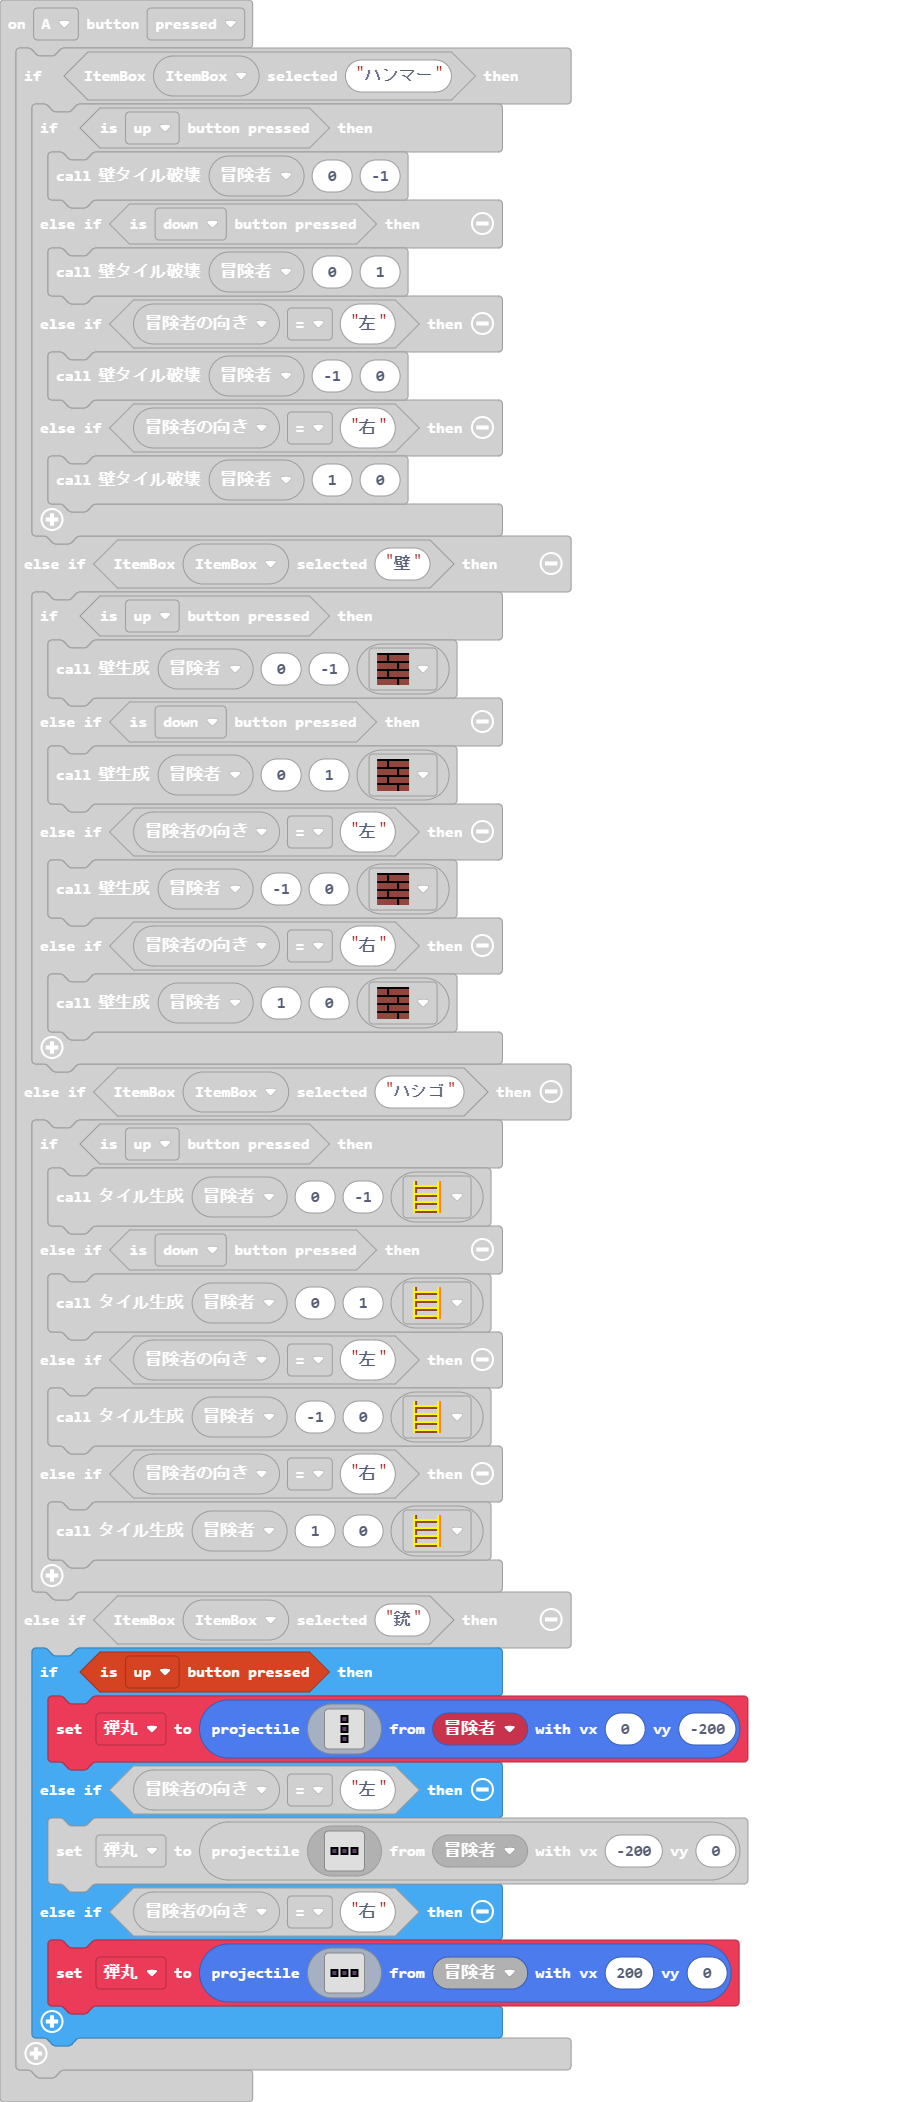 on A button pressed
if ItemBox ItemBox selected "ハンマー" then
if is up button pressed then
call 壁タイル破壊 冒険者 0 -1
else if is down button pressed then
call 壁タイル破壊 冒険者 0 1
else if 冒険者の向き = "左" then
call 壁タイル破壊 冒険者 -1 0
else if 冒険者の向き = "右" then
call 壁タイル破壊 冒険者 1 0
else if ItemBox ItemBox selected "壁" then
if is up button pressed then
call 壁生成 冒険者 0 -1
else if is down button pressed then
call 壁生成 冒険者 0 1
else if 冒険者の向き = "左" then
call 壁生成 冒険者 -1 0
else if 冒険者の向き = "右" then
call 壁生成 冒険者 1 0
else if ItemBox ItemBox selected "ハシゴ" then
if is up button pressed then
call タイル生成 冒険者 0 -1
else if is down button pressed then
call タイル生成 冒険者 0 1
else if 冒険者の向き = "左" then
call タイル生成 冒険者 -1 0
else if 冒険者の向き = "右" then
call タイル生成 冒険者 1 0
else if ItemBox ItemBox selected "銃" then
if is up button pressed then
set 弾丸 to projectile from 冒険者 with vx 0 vy -200
else if 冒険者の向き = "左" then
set 弾丸 to projectile from 冒険者 with vx -200 vy 0
else if 冒険者の向き = "右" then
set 弾丸 to projectile from 冒険者 with vx 200 vy 0